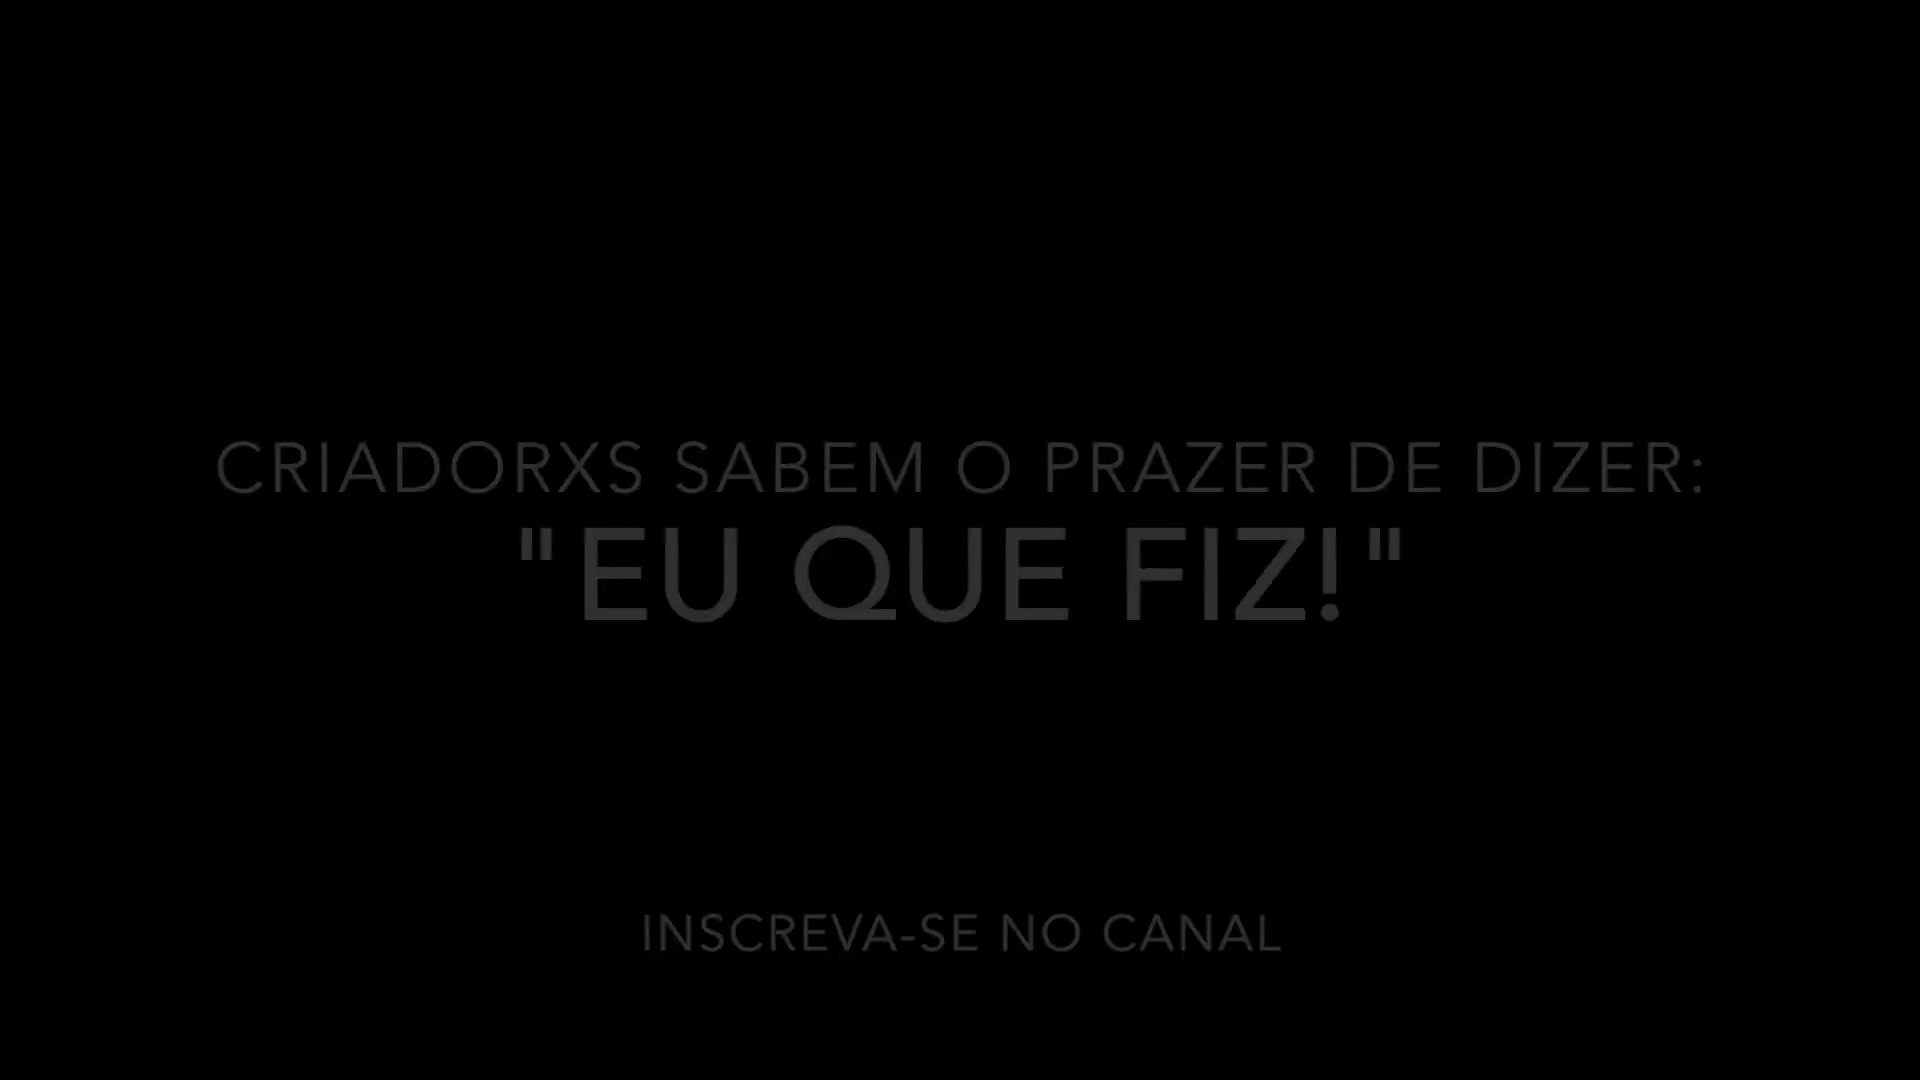 CRIADORXS SABEM O PRAZER DE DIZER:
"EU QUE FIZ!"
INSCREVA-SE NO CANAL